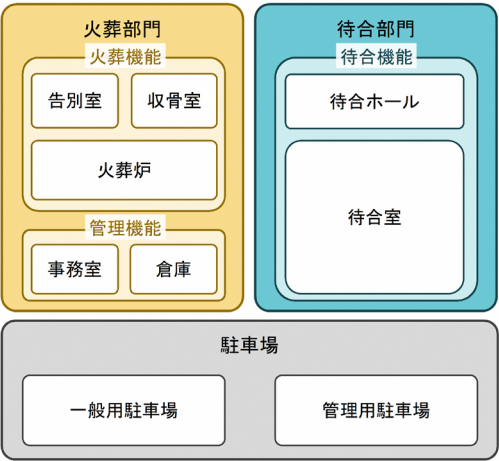 火葬部門
火葬機能
告別室
収骨室
火葬炉
管理機能
事務室
倉庫
待合部門
待合機能
待合ホール
待合室
駐車場
一般用駐車場
管理用駐車場